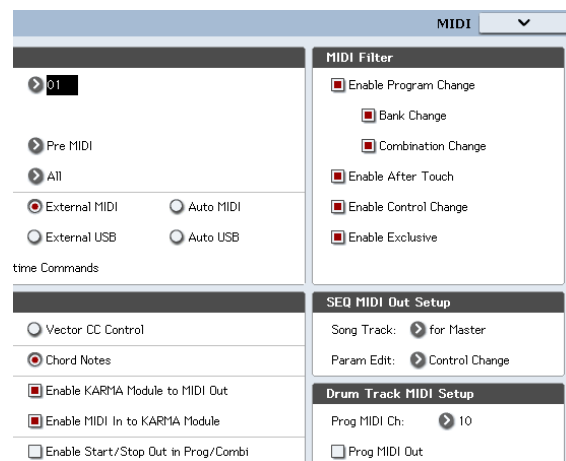 MIDI
MIDI Filter
01
Enable Program Change
Bank Change
Pre MIDI
Combination Change
All
Enable After Touch
External MIDI
Auto MIDI
Enable Control Change
External USB
Auto USB
Enable Exclusive
time Commands
SEQ MIDI Out Setup
Vector CC Control
Song Track: for Master
Chord Notes
Param Edit: Control Change
Enable KARMA Module to MIDI Out
Drum Track MIDI Setup
Enable MIDI In to KARMA Module
Prog MIDI Ch: 10
Enable Start/Stop Out in Prog/Combi
Prog MIDI Out